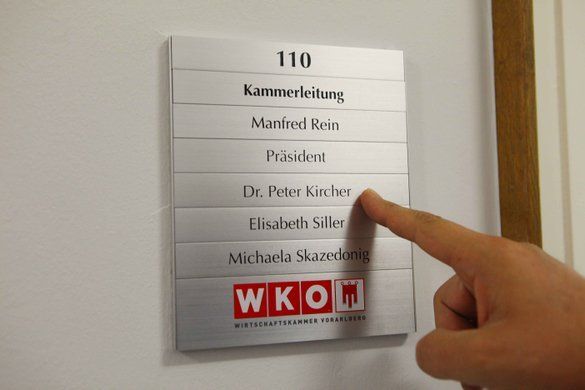 110
Kammerleitung
Manfred Rein
Präsident
Dr. Peter Kircher
Elisabeth Siller
Michaela Skazedonig
WKO
WIRTSCHAFTSKAMMER VORARLBERG